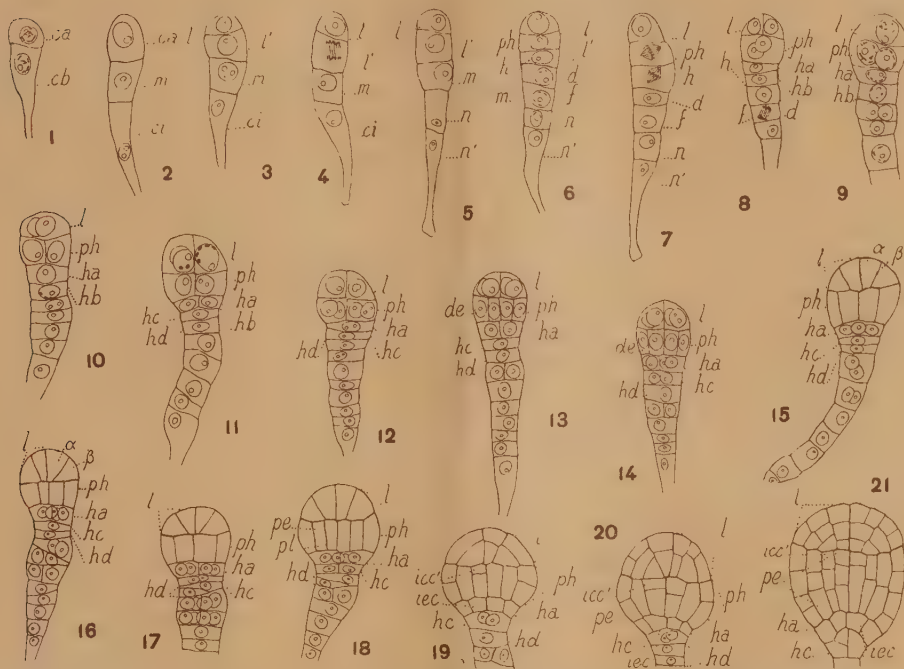 ca
cb
1
ca
m
ci
2
l
l'
m
ci
3
l
l'
m
ci
4
i
l
l'
m
n
n'
5
ph
h
m
l
l'
d
f
n
n'
6
l
ph
h
d
f
n
n'
7
l
h
f
ph
ha
hb
d
8
l
ph
ha
hb
9
l
ph
ha
hb
10
l
ph
ha
hb
hc
hd
11
l
ph
ha
hc
hd
12
de
l
ph
ha
hc
hd
13
de
l
ph
ha
hc
hd
14
l
α
β
ph
ha
hc
hd
15
l
α
β
ph
ha
hc
hd
16
l
ph
ha
hd
hc
17
l
pe
pl
ph
ha
hd
hc
18
icc'
iec
hc
ph
ha
hd
19
20
l
icc'
pe
hc
iec
ph
ha
hd
21
l
icc'
pe
ha
hc
iec